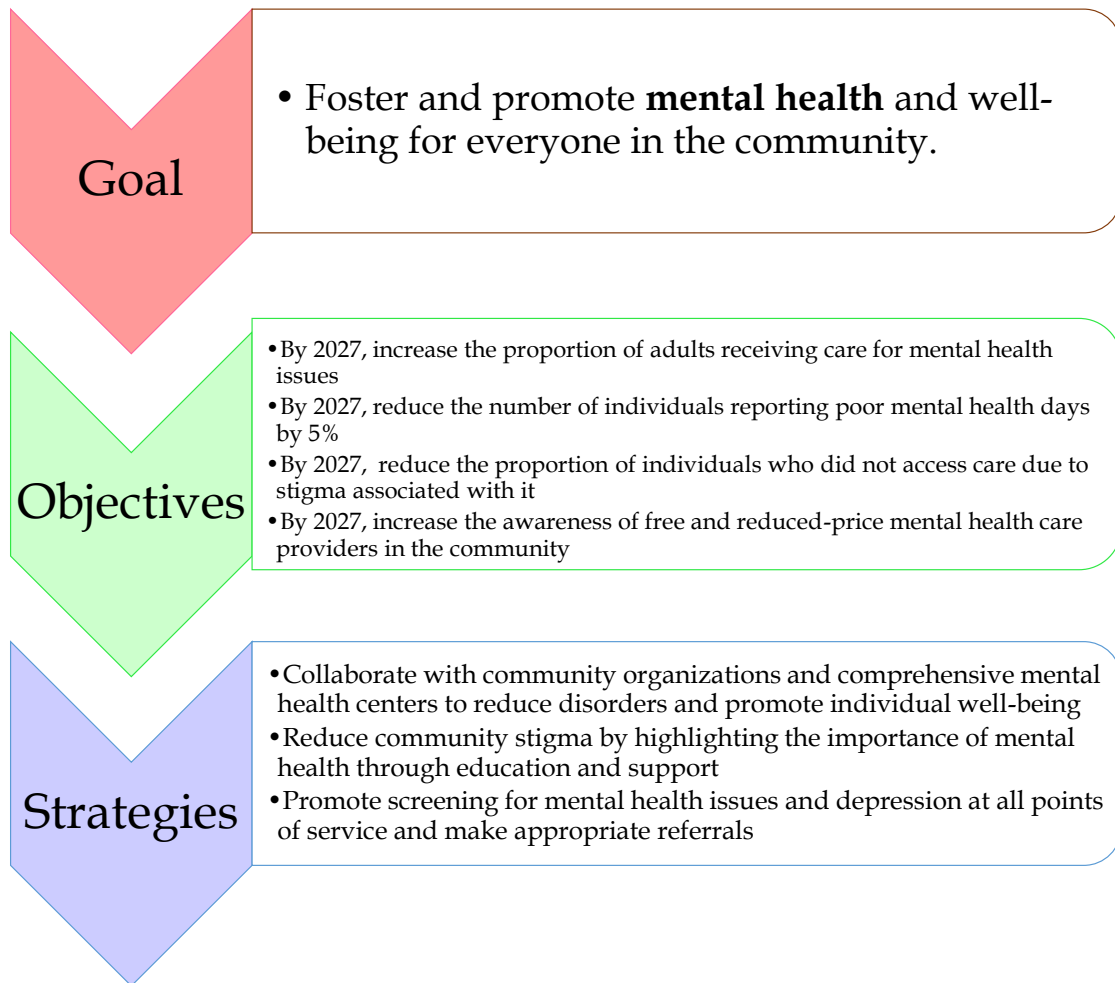 Goal
• Foster and promote mental health and well-
being for everyone in the community.
Objectives
•By 2027, increase the proportion of adults receiving care for mental health
issues
•By 2027, reduce the number of individuals reporting poor mental health days
by 5%
•By 2027,  reduce the proportion of individuals who did not access care due to
stigma associated with it
•By 2027, increase the awareness of free and reduced-price mental health care
providers in the community
Strategies
•Collaborate with community organizations and comprehensive mental
health centers to reduce disorders and promote individual well-being
•Reduce community stigma by highlighting the importance of mental
health through education and support
•Promote screening for mental health issues and depression at all points
of service and make appropriate referrals